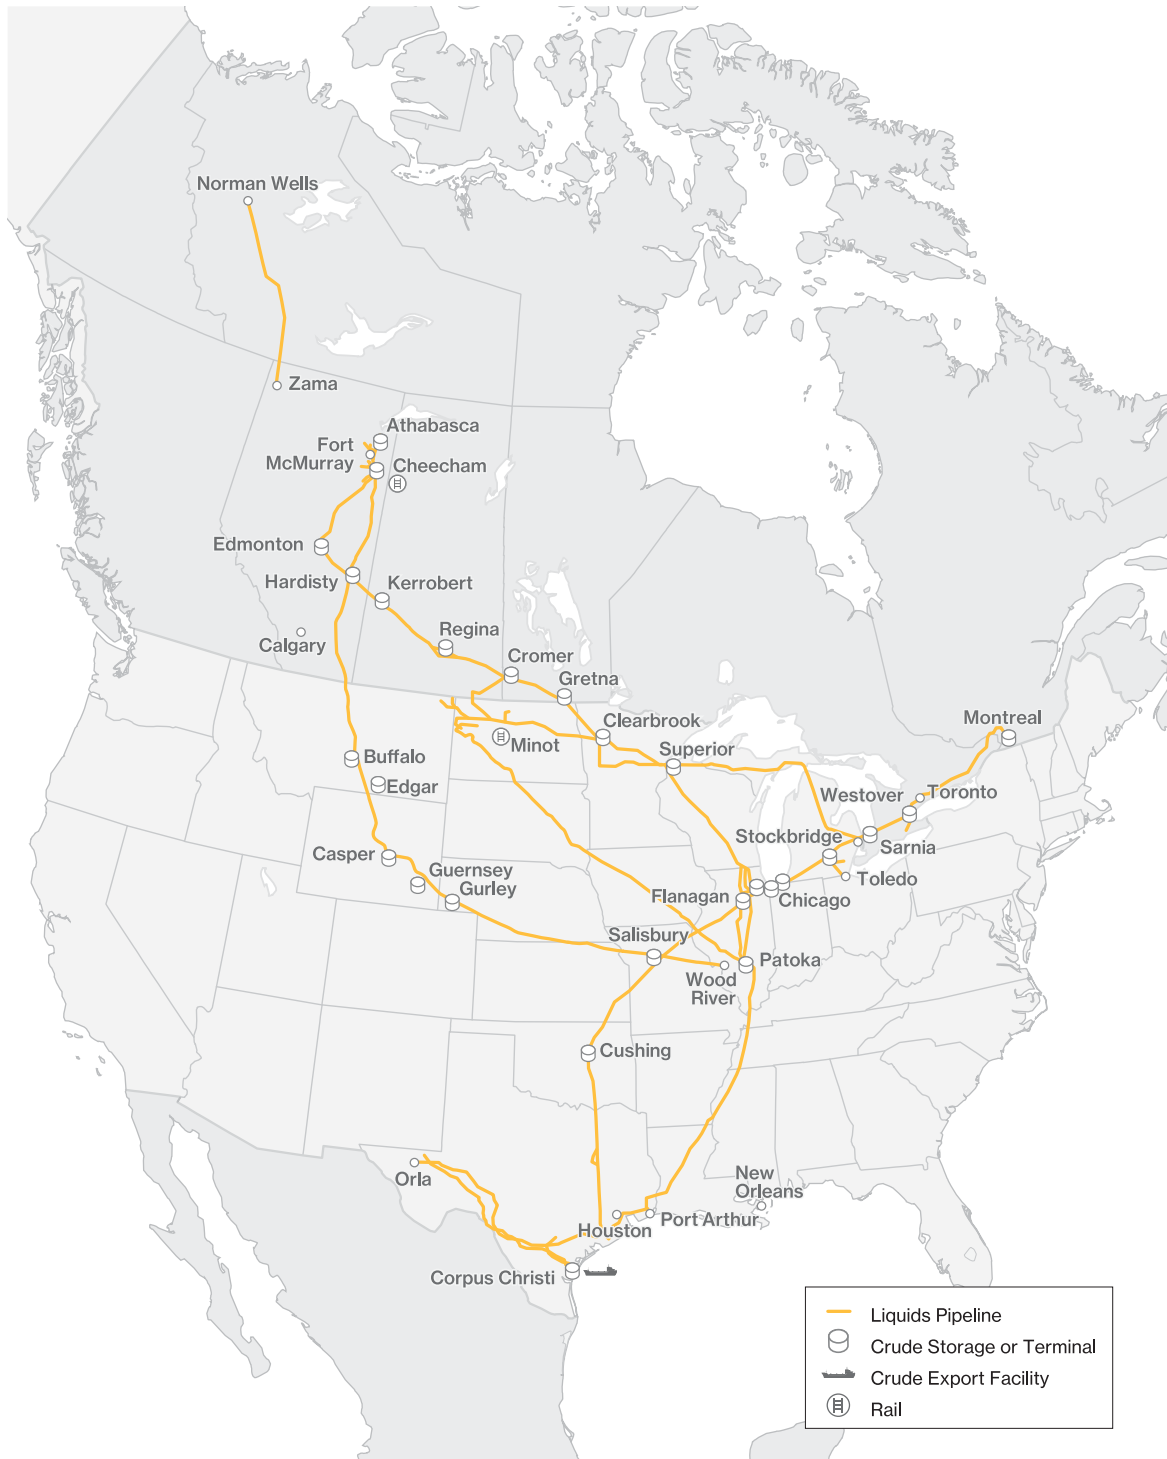 Norman Wells
Zama
Athabasca
Fort
McMurray
Cheecham
Edmonton
Hardisty
Kerrobert
Calgary
Regina
Cromer
Gretna
Clearbrook
Montreal
Minot
Superior
Buffalo
Edgar
Westover
Toronto
Stockbridge
Sarnia
Casper
Guernsey
Gurley
Toledo
Flanagan
Chicago
Salisbury
Patoka
Wood
River
Cushing
Orla
New
Orleans
Houston
Port Arthur
Corpus Christi
Liquids Pipeline
Crude Storage or Terminal
Crude Export Facility
Rail